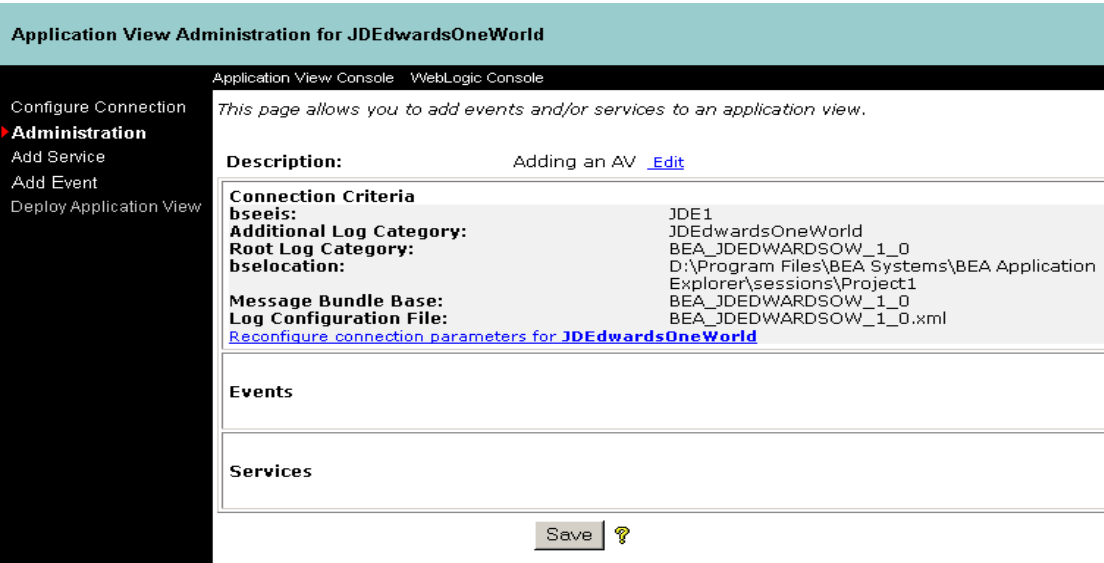 Application View Administration for JDEdwardsOneWorld
Application View Console WebLogic Console
Configure Connection
Administration
Add Service
Add Event
Deploy Application View
This page allows you to add events and/or services to an application view.
Description: Adding an AV Edit
Connection Criteria
bseeis: JDE1
Additional Log Category: JDEdwardsOneWorld
Root Log Category: BEA_JDEDWARDSOW_1_0
bselocation: D:\Program Files\BEA Systems\BEA Application
Explorer\sessions\Project1
Message Bundle Base: BEA_JDEDWARDSOW_1_0
Log Configuration File: BEA_JDEDWARDSOW_1_0.xml
Reconfigure connection parameters for JDEdwardsOneWorld
Events
Services
Save ?